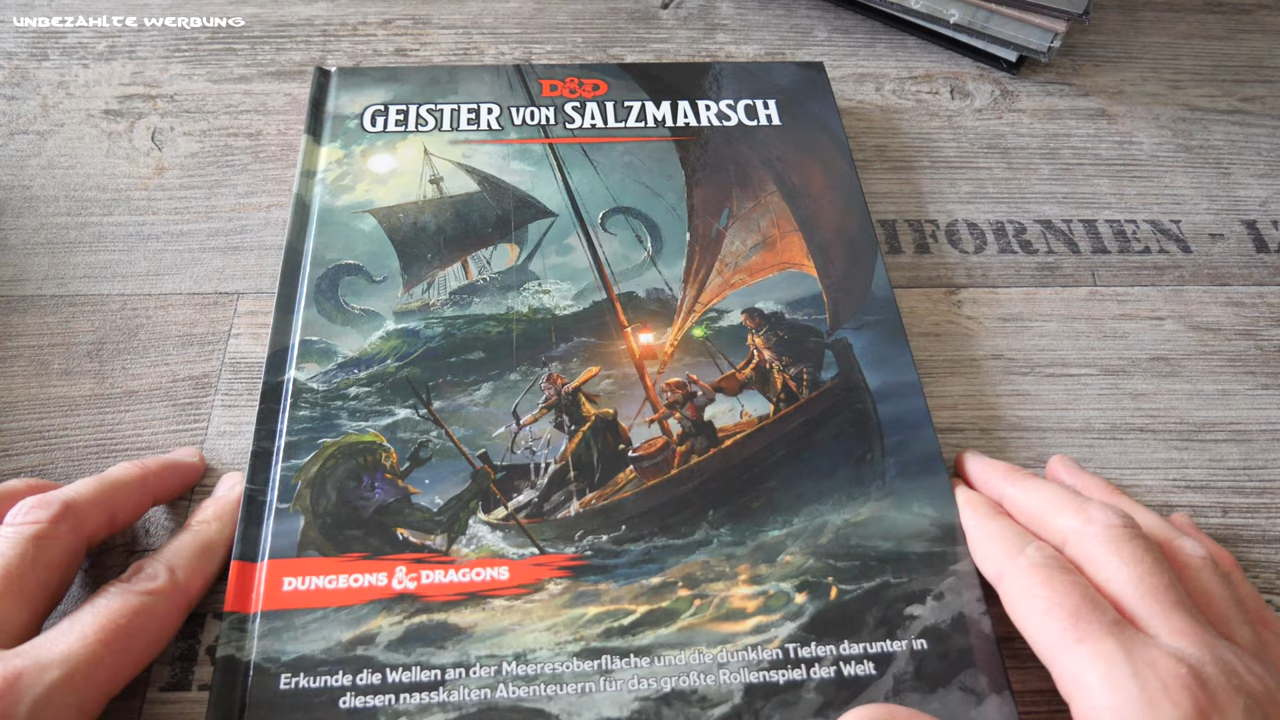 UNBEZAHLTE WERBUNG
D&D
GEISTER VON SALZMARSCH
IFORNIEN - L
DUNGEONS & DRAGONS
Erkunde die Wellen an der Meeresoberfläche und die dunklen Tiefen darunter in
diesen nasskalten Abenteuern für das größte Rollenspiel der Welt